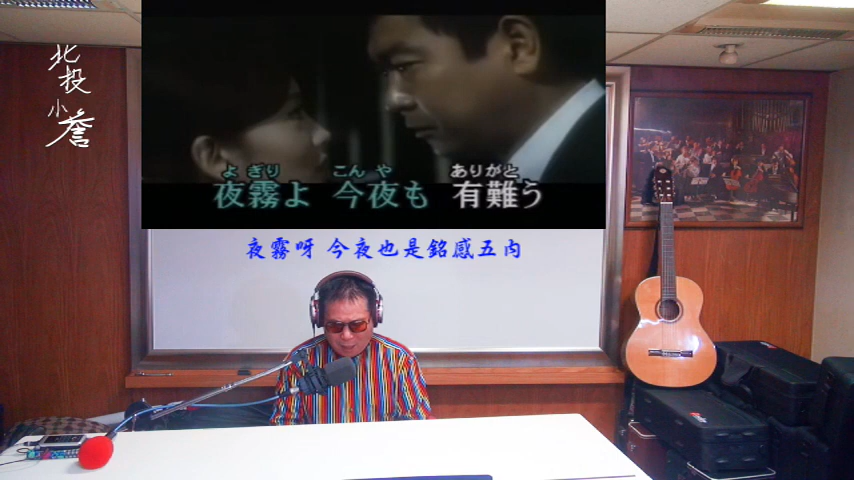 北投小詹
よ ぎり こん や ありがと
夜霧よ 今夜も 有難う
夜霧呀 今夜也是銘感五內